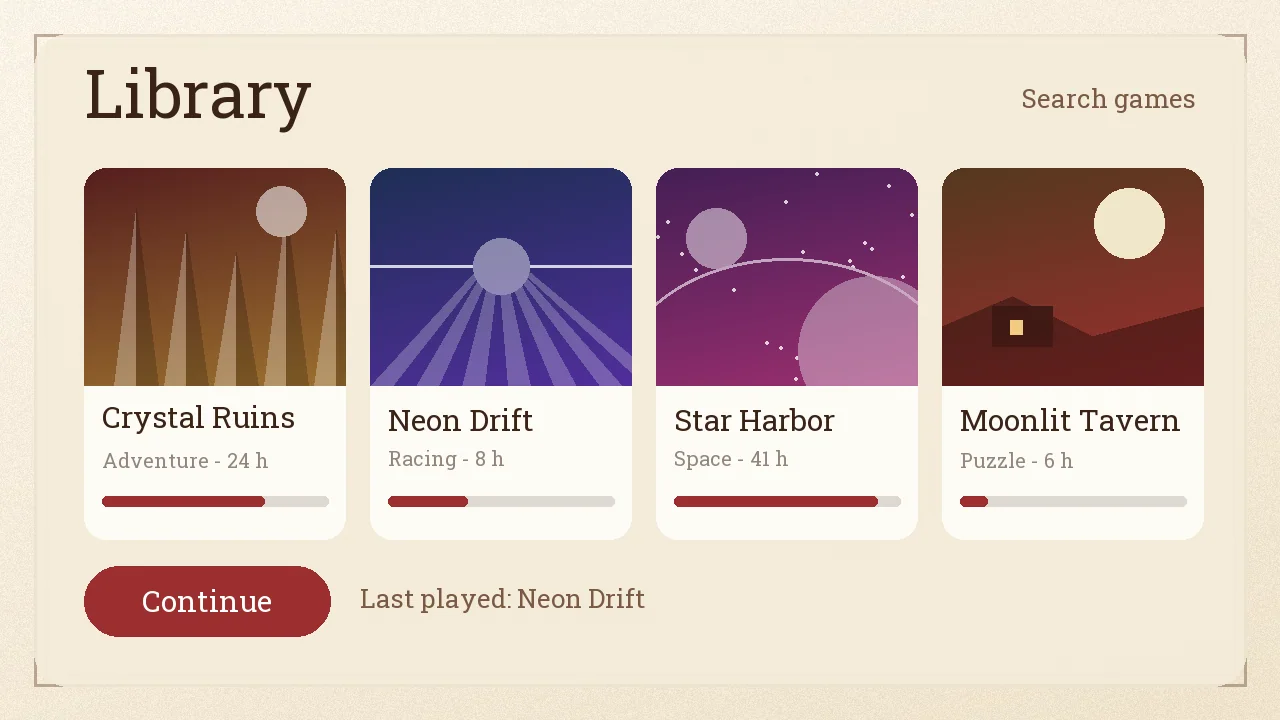 Library
Search games
Crystal Ruins
Adventure - 24 h
Neon Drift
Racing - 8 h
Star Harbor
Space - 41 h
Moonlit Tavern
Puzzle - 6 h
Continue
Last played: Neon Drift